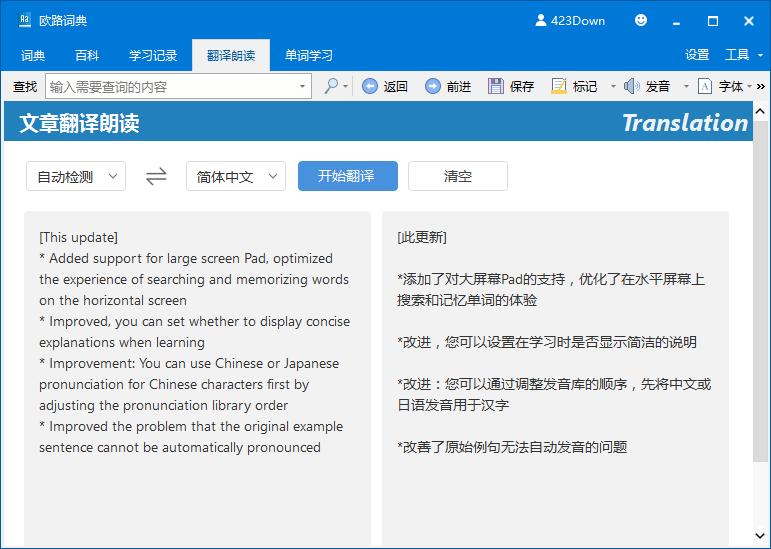 欧路词典
423Down
词典 百科 学习记录 翻译朗读 单词学习 设置 工具
查找 输入需要查询的内容 返回 前进 保存 标记 发音 A 字体 »
文章翻译朗读 Translation
自动检测 简体中文 开始翻译 清空
[This update]
* Added support for large screen Pad, optimized
the experience of searching and memorizing words
on the horizontal screen
* Improved, you can set whether to display concise
explanations when learning
* Improvement: You can use Chinese or Japanese
pronunciation for Chinese characters first by
adjusting the pronunciation library order
* Improved the problem that the original example
sentence cannot be automatically pronounced
[此更新]
*添加了对大屏幕Pad的支持，优化了在水平屏幕上
搜索和记忆单词的体验
*改进，您可以设置在学习时是否显示简洁的说明
*改进：您可以通过调整发音库的顺序，先将中文或
日语发音用于汉字
*改善了原始例句无法自动发音的问题